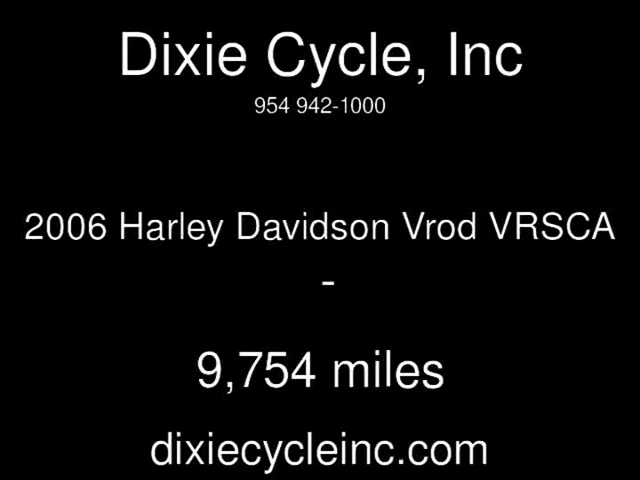 Dixie Cycle, Inc
954 942-1000
2006 Harley Davidson Vrod VRSCA
-
9,754 miles
dixiecycleinc.com